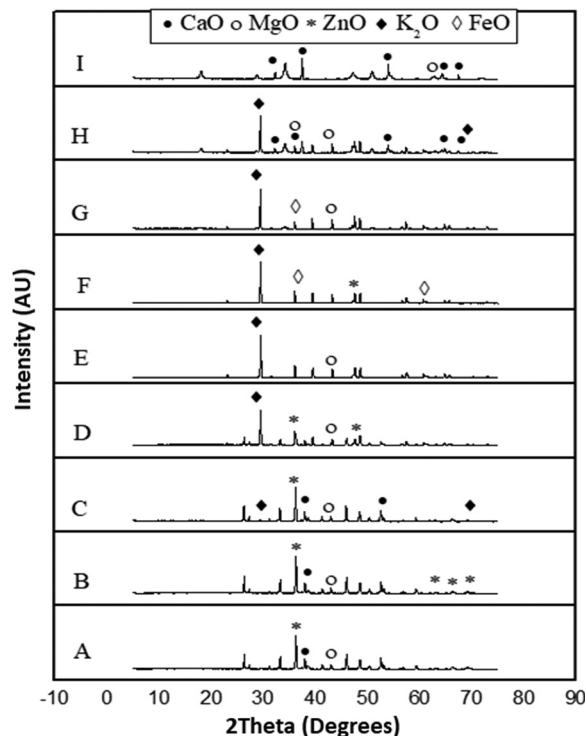 ● CaO ○ MgO * ZnO ◆ K₂O ◇ FeO
I
H
G
F
E
D
C
B
A
Intensity (AU)
-10 0 10 20 30 40 50 60 70 80 90
2Theta (Degrees)